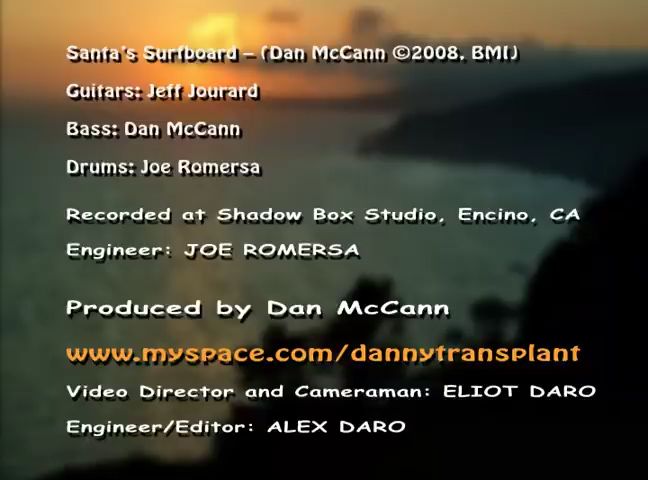 Santa's Surfboard – (Dan McCann ©2008, BMI)
Guitars: Jeff Jourard
Bass: Dan McCann
Drums: Joe Romersa
Recorded at Shadow Box Studio, Encino, CA
Engineer: JOE ROMERSA
Produced by Dan McCann
www.myspace.com/dannytransplant
Video Director and Cameraman: ELIOT DARO
Engineer/Editor: ALEX DARO